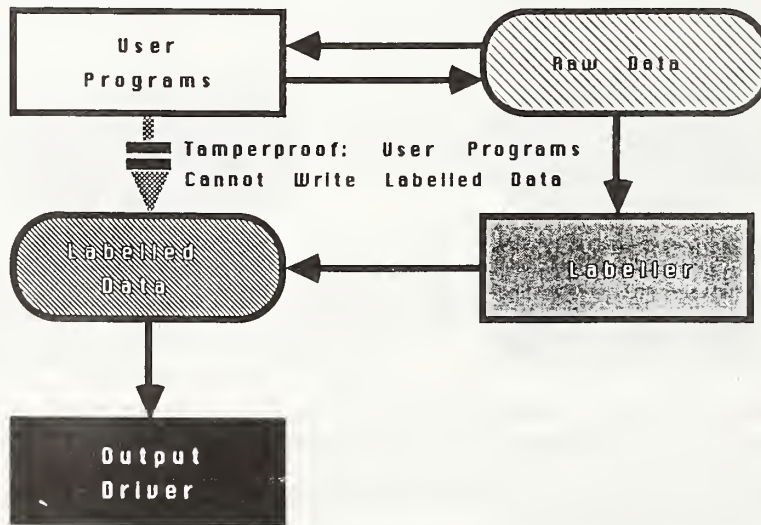 User
Programs
Raw Data
Tamperproof: User Programs
Cannot Write Labelled Data
Labelled
Data
Labeller
Output
Driver